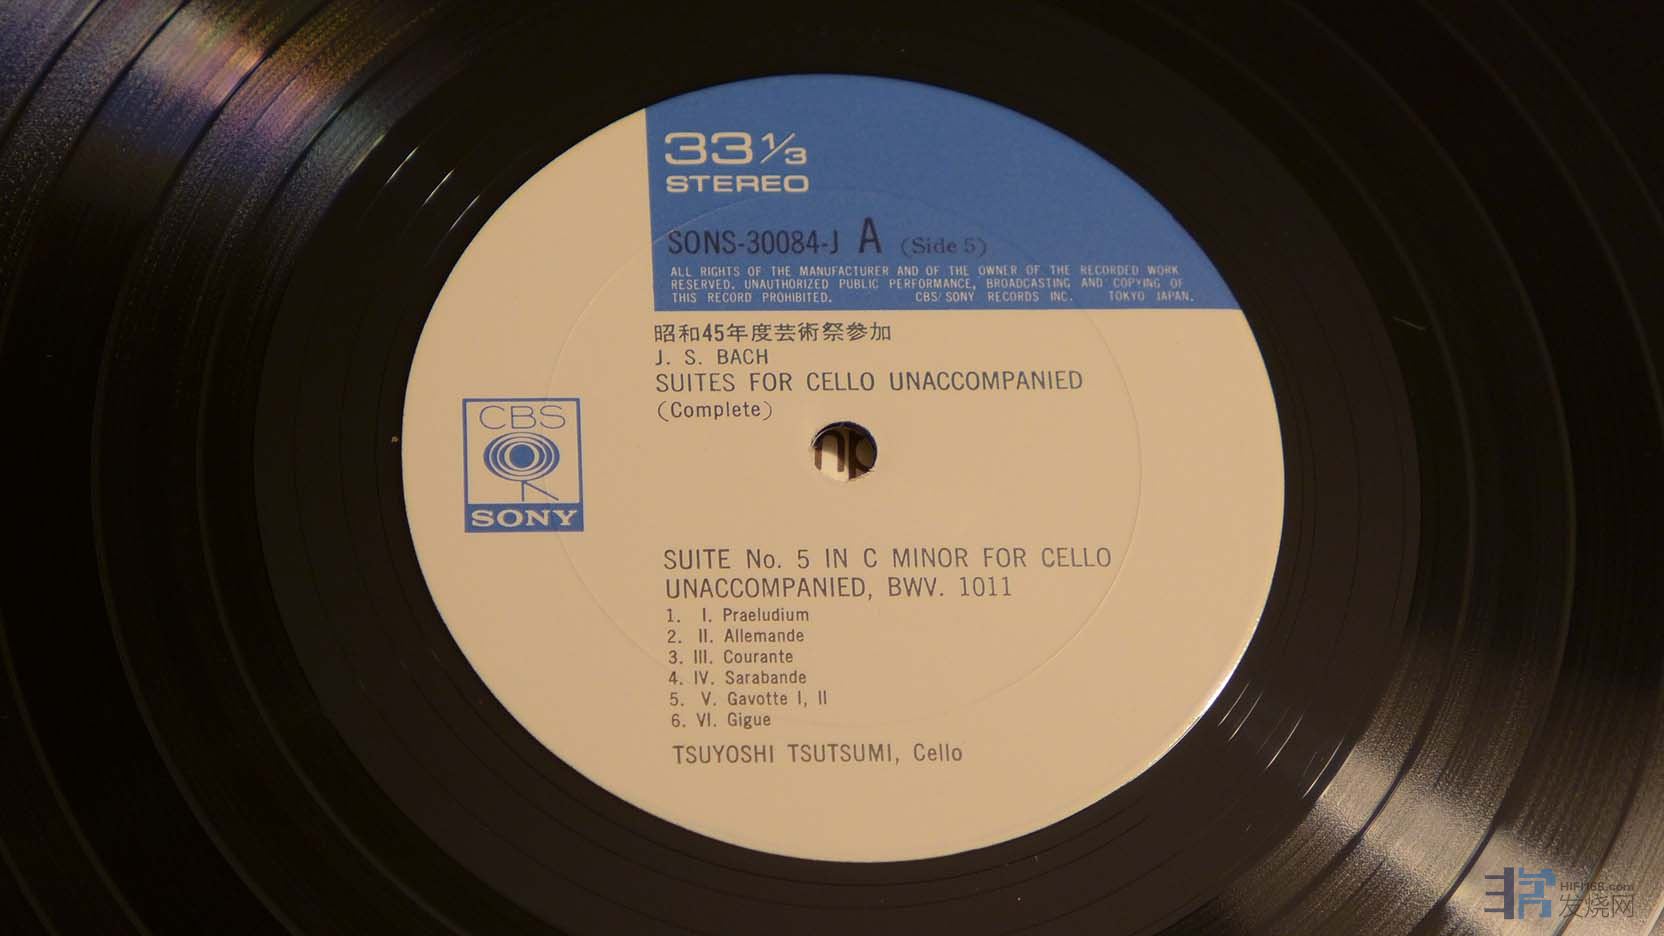 33 1/3
STEREO
SONS-30084-J A (Side 5)
ALL RIGHTS OF THE MANUFACTURER AND OF THE OWNER OF THE RECORDED WORK
RESERVED. UNAUTHORIZED PUBLIC PERFORMANCE, BROADCASTING AND COPYING OF
THIS RECORD PROHIBITED. CBS/SONY RECORDS INC. TOKYO JAPAN.
昭和45年度芸術祭参加
J. S. BACH
SUITES FOR CELLO UNACCOMPANIED
(Complete)
CBS
SONY
SUITE No. 5 IN C MINOR FOR CELLO
UNACCOMPANIED, BWV. 1011
1. I. Praeludium
2. II. Allemande
3. III. Courante
4. IV. Sarabande
5. V. Gavotte I, II
6. VI. Gigue
TSUYOSHI TSUTSUMI, Cello
HIFI168.com
发烧网